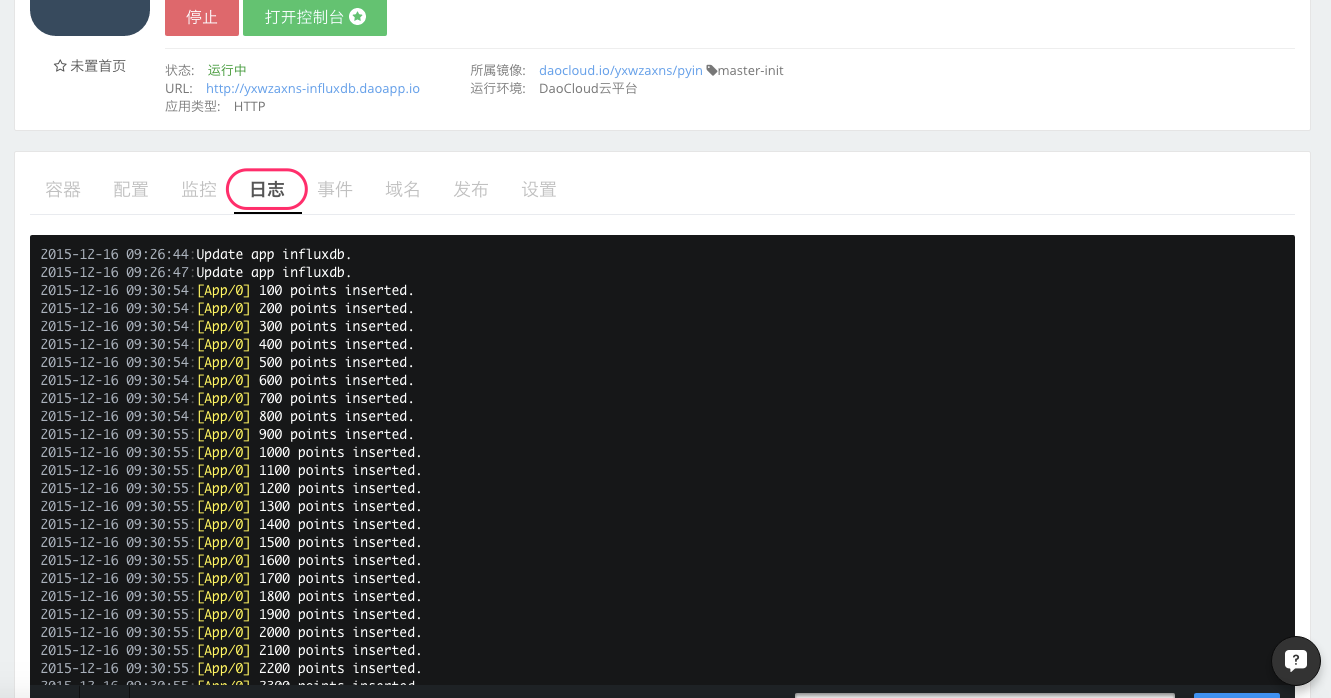 停止 打开控制台
未置首页
状态: 运行中 所属镜像: daocloud.io/yxwzaxns/pyin master-init
URL: http://yxwzaxns-influxdb.daoapp.io 运行环境: DaoCloud云平台
应用类型: HTTP
容器 配置 监控 日志 事件 域名 发布 设置
2015-12-16 09:26:44:Update app influxdb.
2015-12-16 09:26:47:Update app influxdb.
2015-12-16 09:30:54:[App/0] 100 points inserted.
2015-12-16 09:30:54:[App/0] 200 points inserted.
2015-12-16 09:30:54:[App/0] 300 points inserted.
2015-12-16 09:30:54:[App/0] 400 points inserted.
2015-12-16 09:30:54:[App/0] 500 points inserted.
2015-12-16 09:30:54:[App/0] 600 points inserted.
2015-12-16 09:30:54:[App/0] 700 points inserted.
2015-12-16 09:30:54:[App/0] 800 points inserted.
2015-12-16 09:30:55:[App/0] 900 points inserted.
2015-12-16 09:30:55:[App/0] 1000 points inserted.
2015-12-16 09:30:55:[App/0] 1100 points inserted.
2015-12-16 09:30:55:[App/0] 1200 points inserted.
2015-12-16 09:30:55:[App/0] 1300 points inserted.
2015-12-16 09:30:55:[App/0] 1400 points inserted.
2015-12-16 09:30:55:[App/0] 1500 points inserted.
2015-12-16 09:30:55:[App/0] 1600 points inserted.
2015-12-16 09:30:55:[App/0] 1700 points inserted.
2015-12-16 09:30:55:[App/0] 1800 points inserted.
2015-12-16 09:30:55:[App/0] 1900 points inserted.
2015-12-16 09:30:55:[App/0] 2000 points inserted.
2015-12-16 09:30:55:[App/0] 2100 points inserted.
2015-12-16 09:30:55:[App/0] 2200 points inserted.
2015-12-16 09:30:55:[App/0] 2300 points inserted.